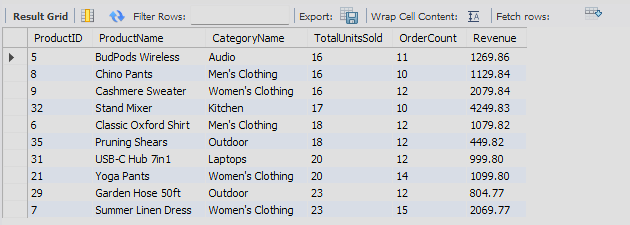 Result Grid Filter Rows: Export: Wrap Cell Content: Fetch rows:
ProductID ProductName CategoryName TotalUnitsSold OrderCount Revenue
5 BudPods Wireless Audio 16 11 1269.86
8 Chino Pants Men's Clothing 16 10 1129.84
9 Cashmere Sweater Women's Clothing 16 12 2079.84
32 Stand Mixer Kitchen 17 10 4249.83
6 Classic Oxford Shirt Men's Clothing 18 12 1079.82
35 Pruning Shears Outdoor 18 12 449.82
31 USB-C Hub 7in1 Laptops 20 12 999.80
21 Yoga Pants Women's Clothing 20 14 1099.80
29 Garden Hose 50ft Outdoor 23 12 804.77
7 Summer Linen Dress Women's Clothing 23 15 2069.77